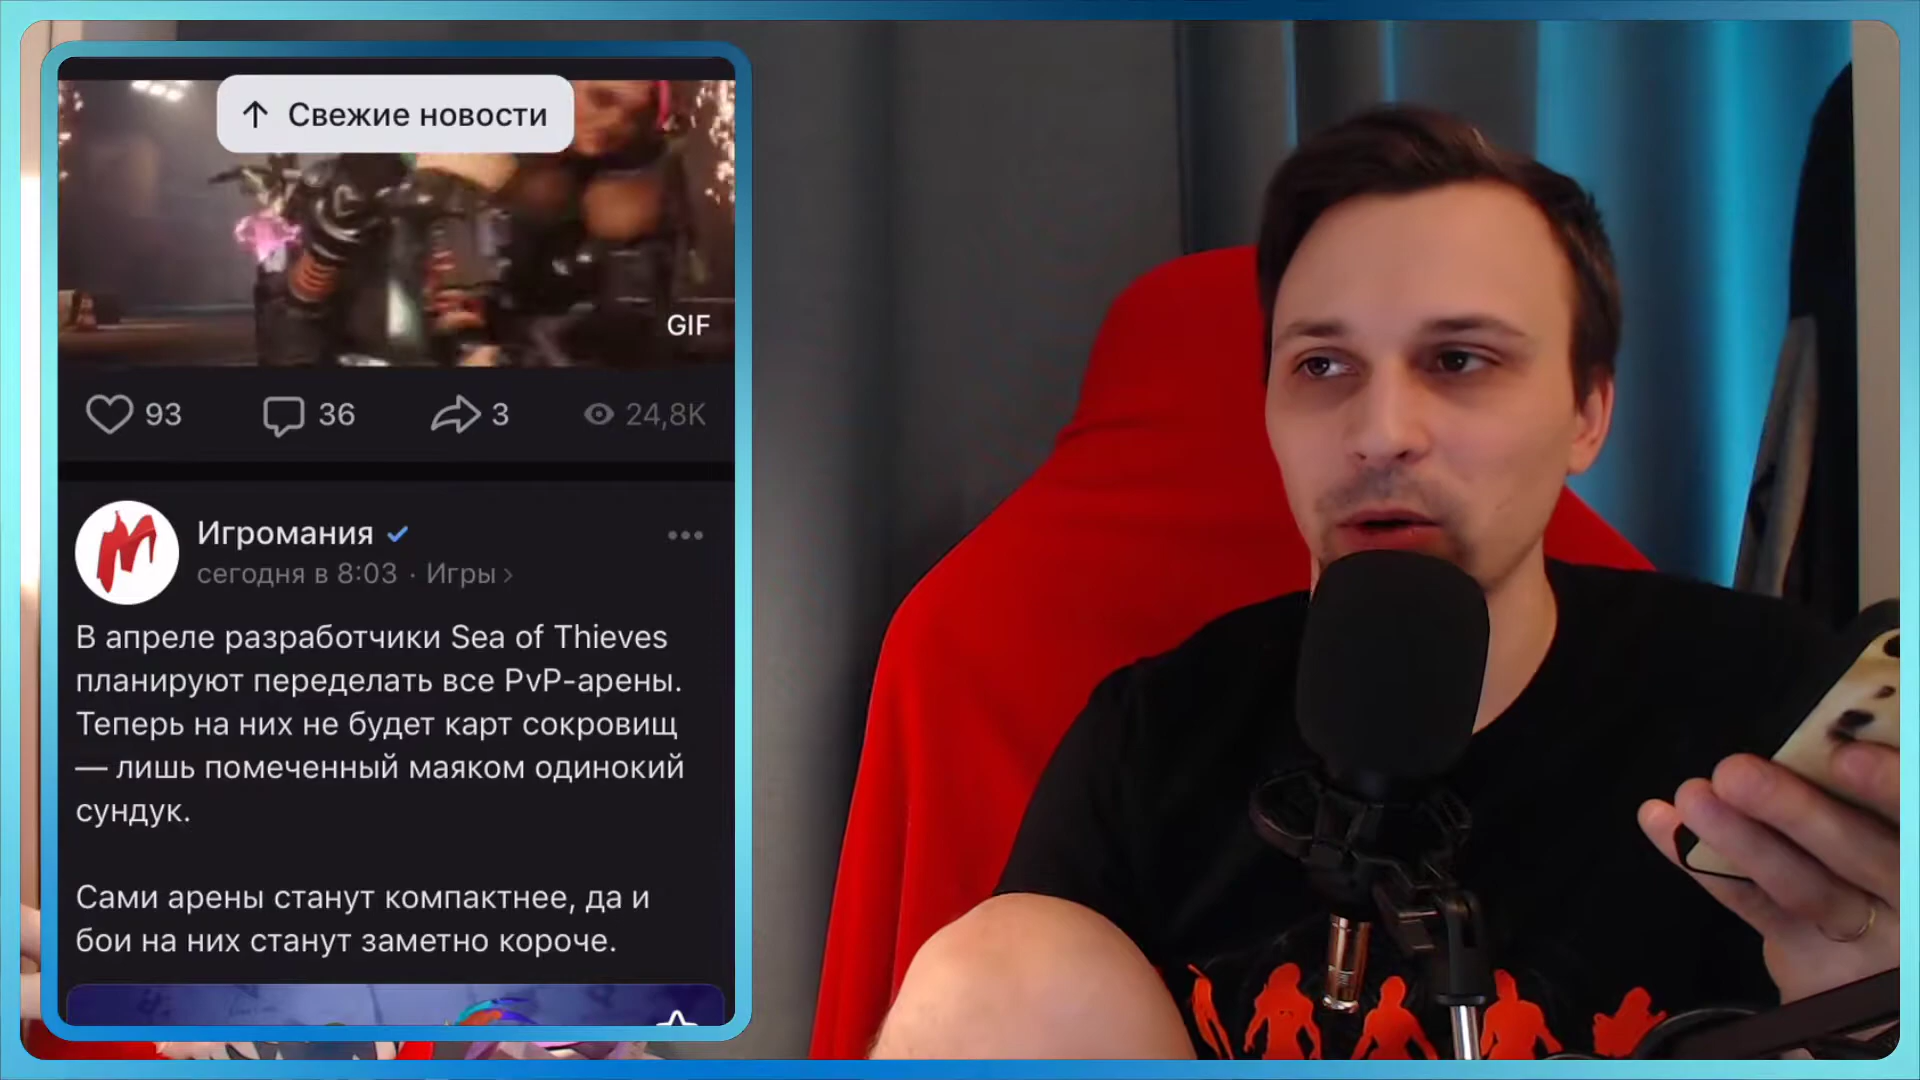 ↑ Свежие новости
GIF
93 36 3 24,8K
Игромания
сегодня в 8:03 · Игры >
В апреле разработчики Sea of Thieves
планируют переделать все PvP-арены.
Теперь на них не будет карт сокровищ
— лишь помеченный маяком одинокий
сундук.
Сами арены станут компактнее, да и
бои на них станут заметно короче.